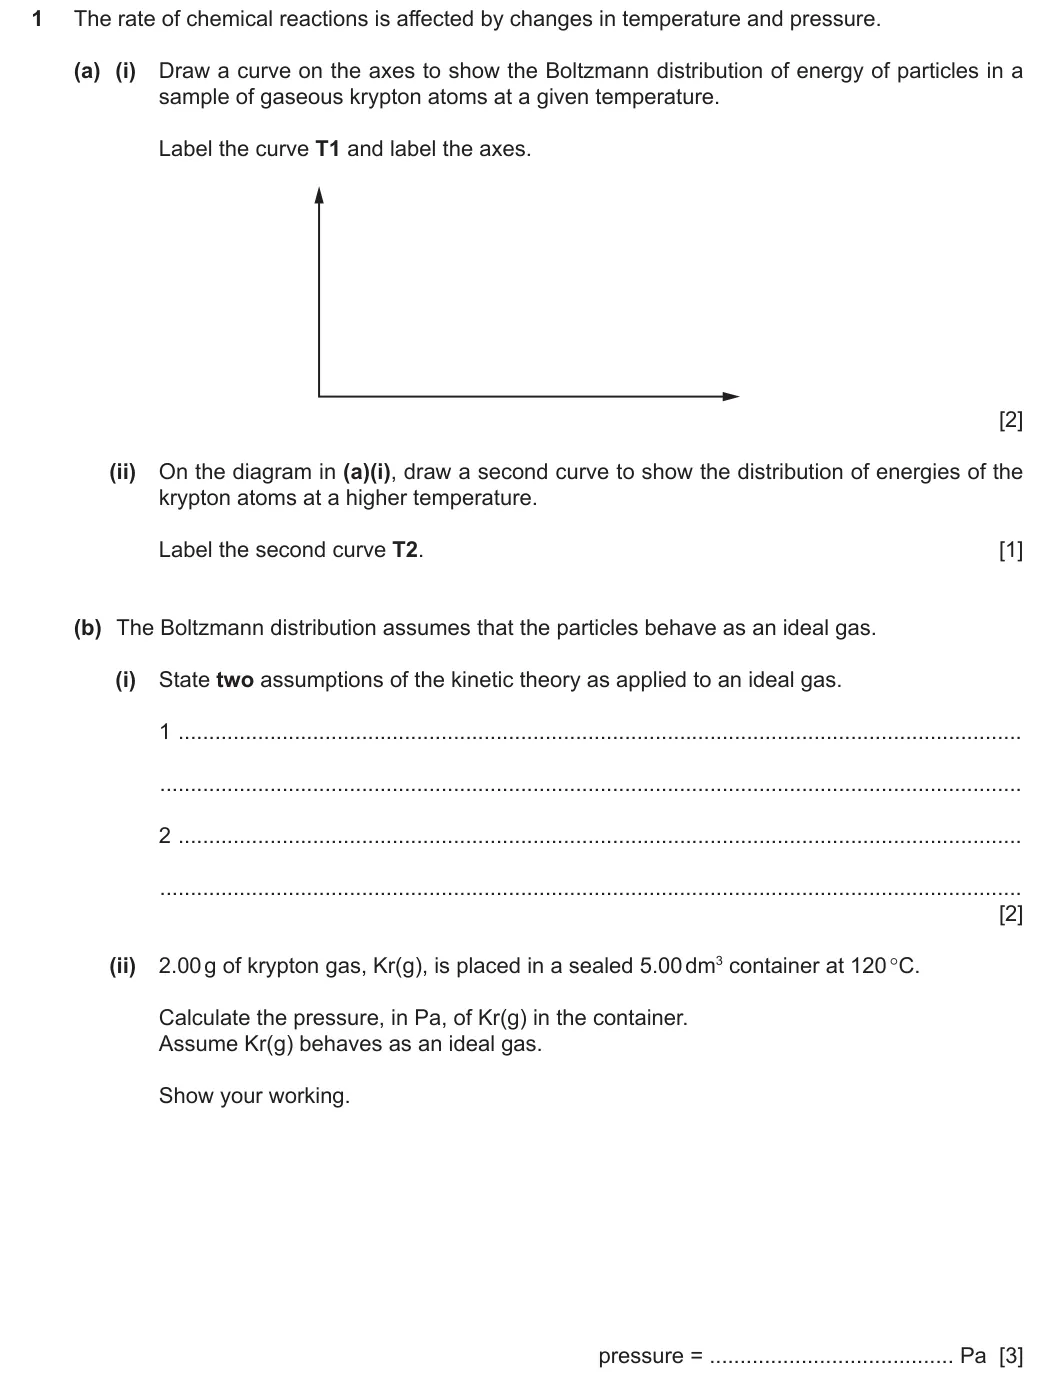 1 The rate of chemical reactions is affected by changes in temperature and pressure.
(a) (i) Draw a curve on the axes to show the Boltzmann distribution of energy of particles in a
sample of gaseous krypton atoms at a given temperature.
Label the curve T1 and label the axes.
[2]
(ii) On the diagram in (a)(i), draw a second curve to show the distribution of energies of the
krypton atoms at a higher temperature.
Label the second curve T2. [1]
(b) The Boltzmann distribution assumes that the particles behave as an ideal gas.
(i) State two assumptions of the kinetic theory as applied to an ideal gas.
1 ..........................................................................................................................................
.............................................................................................................................................
2 ..........................................................................................................................................
.............................................................................................................................................
[2]
(ii) 2.00 g of krypton gas, Kr(g), is placed in a sealed 5.00 dm³ container at 120 °C.
Calculate the pressure, in Pa, of Kr(g) in the container.
Assume Kr(g) behaves as an ideal gas.
Show your working.
pressure = ........................................ Pa [3]